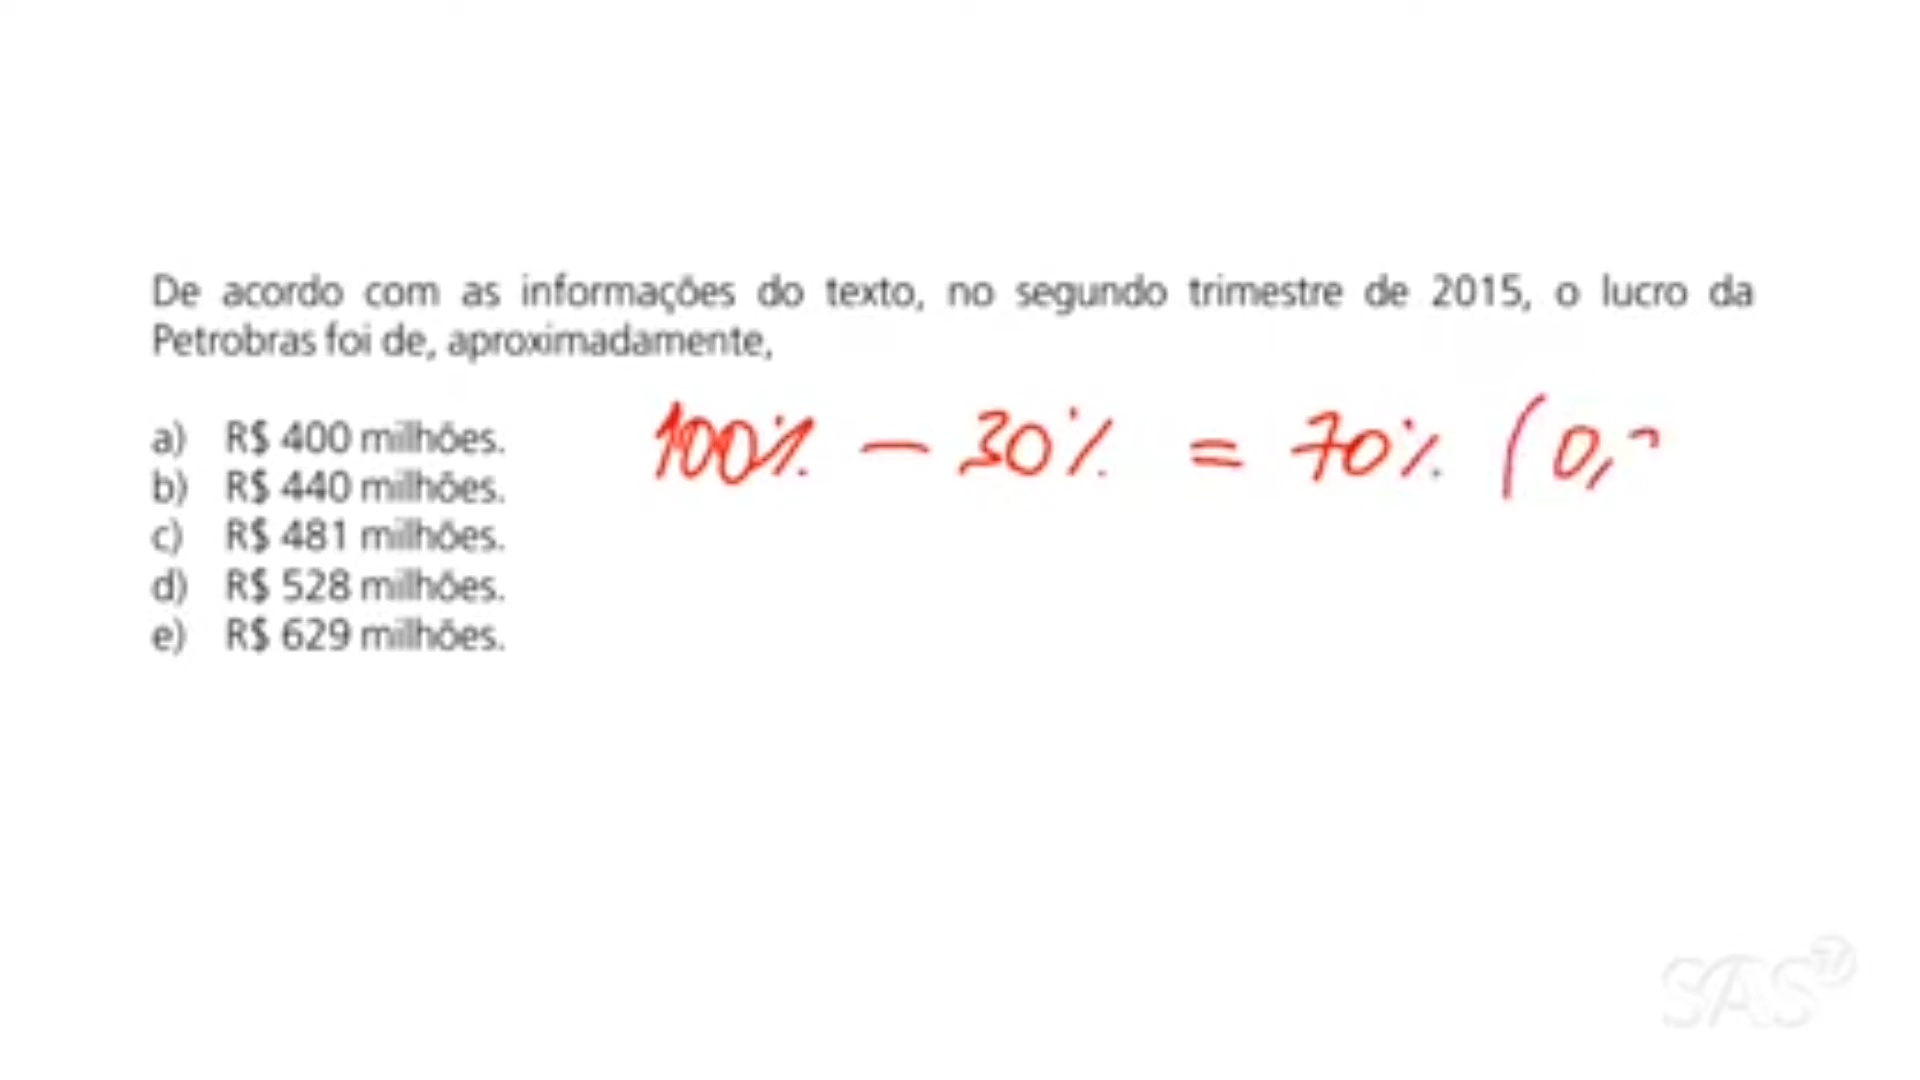 De acordo com as informações do texto, no segundo trimestre de 2015, o lucro da
Petrobras foi de, aproximadamente,
100% − 30% = 70% (0,
a) R$ 400 milhões.
b) R$ 440 milhões.
c) R$ 481 milhões.
d) R$ 528 milhões.
e) R$ 629 milhões.
SAS